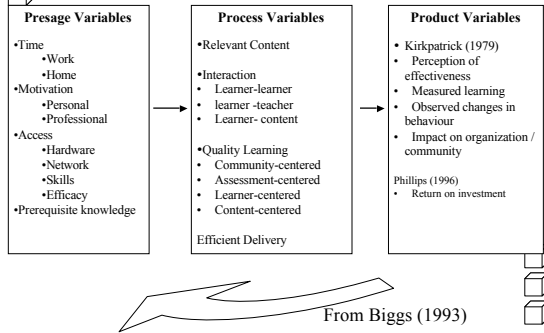 Presage Variables
•Time
•Work
•Home
•Motivation
•Personal
•Professional
•Access
•Hardware
•Network
•Skills
•Efficacy
•Prerequisite knowledge
Process Variables
•Relevant Content
•Interaction
• Learner-learner
• learner -teacher
• Learner- content
•Quality Learning
• Community-centered
• Assessment-centered
• Learner-centered
• Content-centered
Efficient Delivery
Product Variables
• Kirkpatrick (1979)
• Perception of
effectiveness
• Measured learning
• Observed changes in
behaviour
• Impact on organization /
community
Phillips (1996)
• Return on investment
From Biggs (1993)